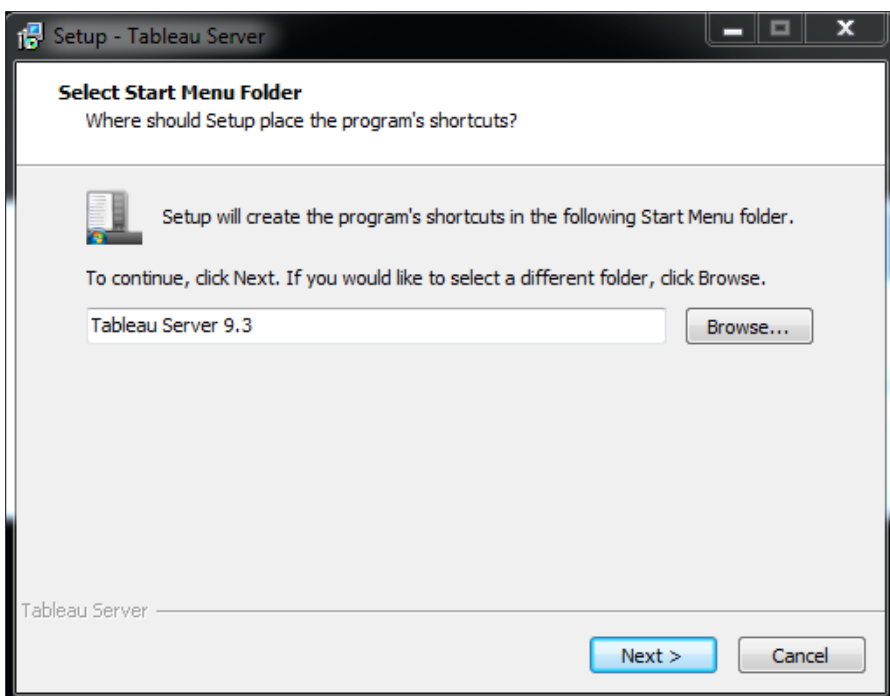 Setup - Tableau Server
Select Start Menu Folder
Where should Setup place the program's shortcuts?
Setup will create the program's shortcuts in the following Start Menu folder.
To continue, click Next. If you would like to select a different folder, click Browse.
Tableau Server 9.3
Browse...
Tableau Server
Next >
Cancel